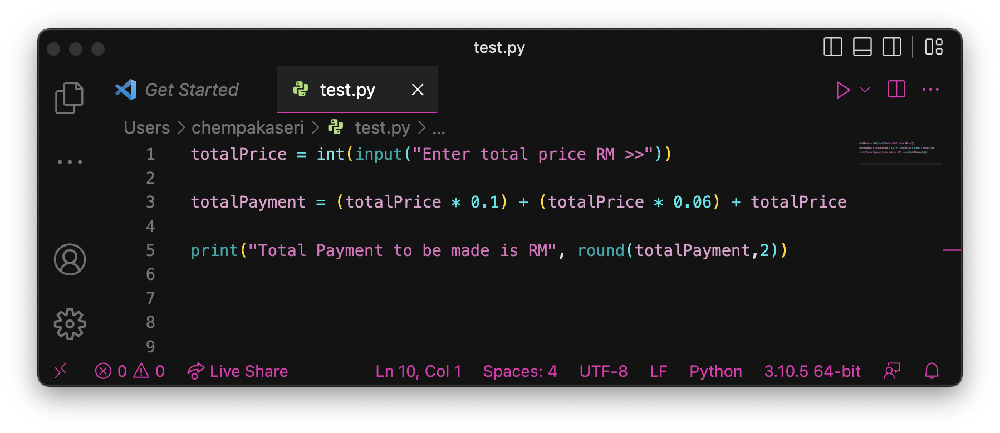 test.py
Get Started test.py
Users > chempakaseri > test.py > ...
1 totalPrice = int(input("Enter total price RM >>"))
2
3 totalPayment = (totalPrice * 0.1) + (totalPrice * 0.06) + totalPrice
4
5 print("Total Payment to be made is RM", round(totalPayment,2))
6
7
8
9
0 0 Live Share Ln 10, Col 1 Spaces: 4 UTF-8 LF Python 3.10.5 64-bit